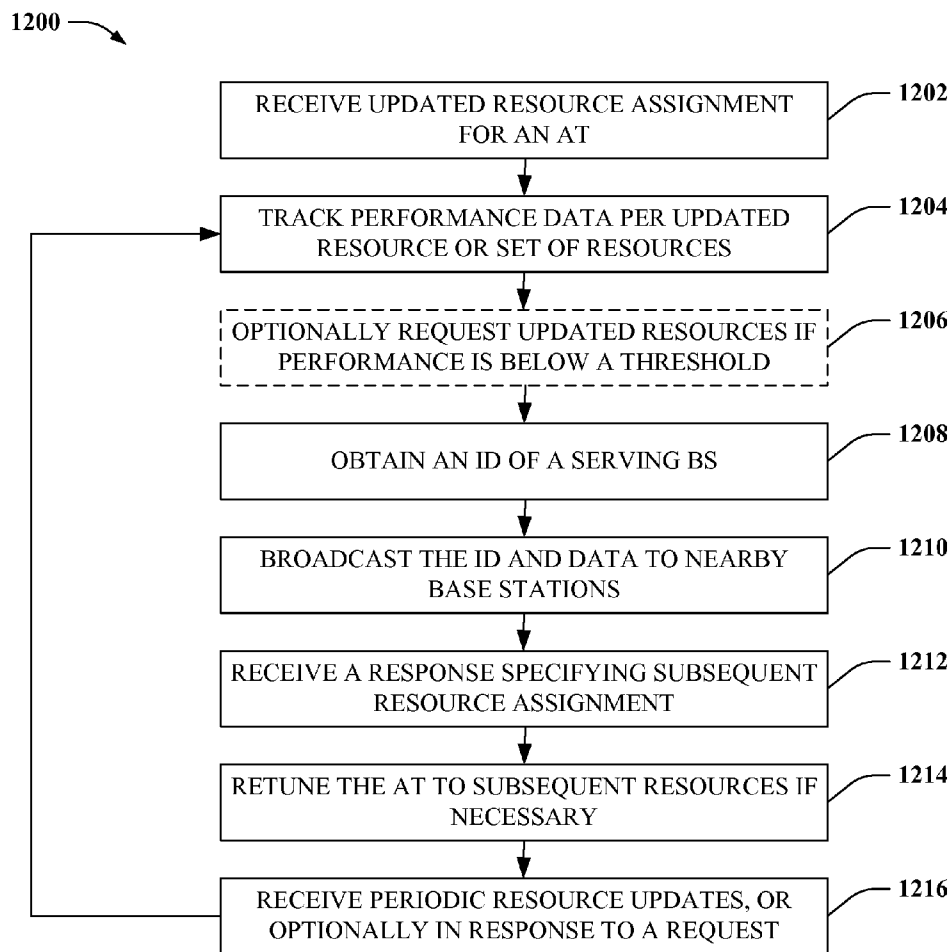 1200
RECEIVE UPDATED RESOURCE ASSIGNMENT
FOR AN AT
1202
TRACK PERFORMANCE DATA PER UPDATED
RESOURCE OR SET OF RESOURCES
1204
OPTIONALLY REQUEST UPDATED RESOURCES IF
PERFORMANCE IS BELOW A THRESHOLD
1206
OBTAIN AN ID OF A SERVING BS
1208
BROADCAST THE ID AND DATA TO NEARBY
BASE STATIONS
1210
RECEIVE A RESPONSE SPECIFYING SUBSEQUENT
RESOURCE ASSIGNMENT
1212
RETUNE THE AT TO SUBSEQUENT RESOURCES IF
NECESSARY
1214
RECEIVE PERIODIC RESOURCE UPDATES, OR
OPTIONALLY IN RESPONSE TO A REQUEST
1216